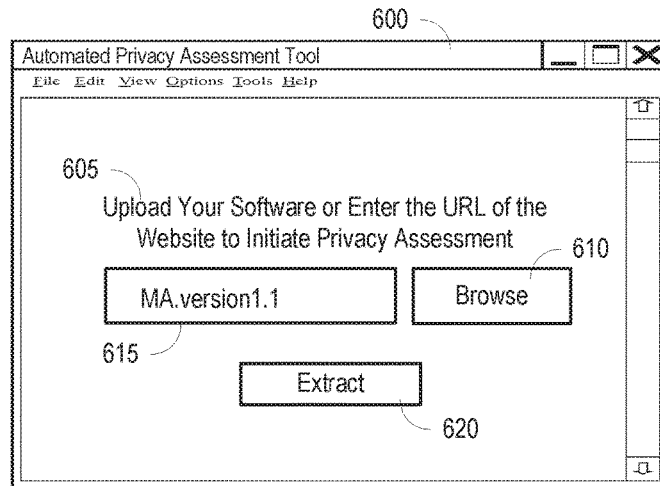 600
Automated Privacy Assessment Tool
File Edit View Options Tools Help
605
Upload Your Software or Enter the URL of the
Website to Initiate Privacy Assessment
610
MA.version1.1 Browse
615
Extract
620